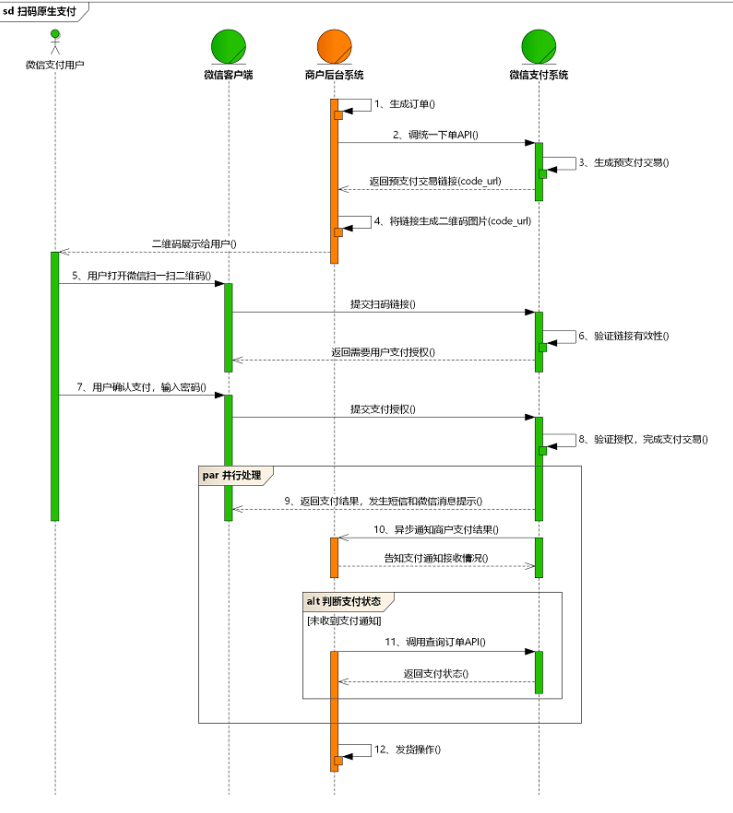 sd 扫码原生支付
微信支付用户
微信客户端
商户后台系统
微信支付系统
1、生成订单()
2、调统一下单API()
3、生成预支付交易()
返回预支付交易链接(code_url)
4、将链接生成二维码图片(code_url)
二维码展示给用户()
5、用户打开微信扫一扫二维码()
提交扫码链接()
6、验证链接有效性()
返回需要用户支付授权()
7、用户确认支付，输入密码()
提交支付授权()
8、验证授权，完成支付交易()
par 并行处理
9、返回支付结果，发生短信和微信消息提示()
10、异步通知商户支付结果()
告知支付通知接收情况()
alt 判断支付状态
[未收到支付通知]
11、调用查询订单API()
返回支付状态()
12、发货操作()